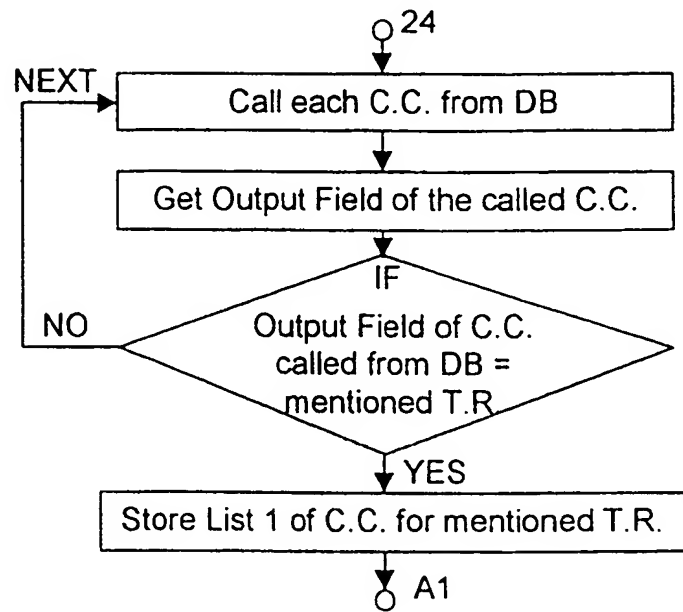 24
NEXT
Call each C.C. from DB
Get Output Field of the called C.C.
IF
NO
Output Field of C.C.
called from DB =
mentioned T.R
YES
Store List 1 of C.C. for mentioned T.R.
A1